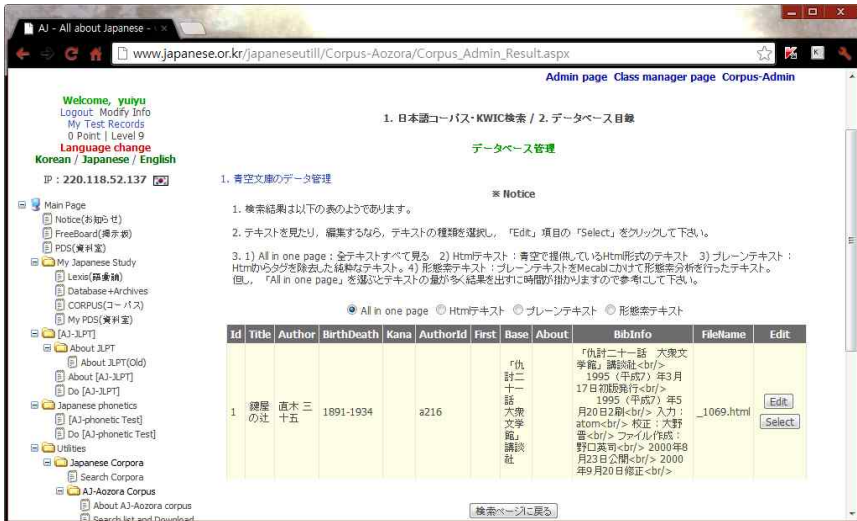 AJ - All about Japanese -
www.japanese.or.kr/japaneseutill/Corpus-Aozora/Corpus_Admin_Result.aspx
Admin page Class manager page Corpus-Admin
Welcome, yuiyu
Logout Modify Info
My Test Records
0 Point | Level 9
Language change
Korean / Japanese / English
IP : 220.118.52.137
Main Page
Notice(お知らせ)
FreeBoard(掲示板)
PDS(資料室)
My Japanese Study
Lexis(語彙韻)
Database+Archives
CORPUS(コーパス)
My PDS(資料室)
[AJ-JLPT]
About JLPT
About JLPT(Old)
About [AJ-JLPT]
Do [AJ-JLPT]
Japanese phonetics
[AJ-phonetic Test]
Do [AJ-phonetic Test]
Utilities
Japanese Corpora
Search Corpora
AJ-Aozora Corpus
About AJ-Aozora corpus
Search list and Download
1. 日本語コーパス・KWIC検索 / 2. データベース目録
データベース管理
1. 青空文庫のデータ管理
※ Notice
1. 検索結果は以下の表のようであります。
2. テキストを見たり，編集するなら，テキストの種類を選択し，「Edit」項目の「Select」をクリックして下さい。
3. 1) All in one page：全テキストすべて見る 2) Htmlテキスト：青空で提供しているHtml形式のテキスト 3) プレーンテキスト：
Htmlからタグを除去した純粋なテキスト。4) 形態素テキスト：プレーンテキストをMecabにかけて形態素分析を行ったテキスト。
但し，「All in one page」を選ぶとテキストの量が多く結果を出すに時間が掛かりますので参考にして下さい。
All in one page Htmlテキスト プレーンテキスト 形態素テキスト
Id Title Author BirthDeath Kana AuthorId First Base About BibInfo FileName Edit
1
鍵屋
の辻
直木 三
十五
1891-1934
a216
「仇
討二
十一
話
大衆
文学
館」
講談
社
「仇討二十一話 大衆文
学館」講談社<br/>
1995（平成7）年3月
17日初版発行<br/>
1995（平成7）年5
月20日2刷<br/> 入力：
atom<br/> 校正：大野
晋<br/> ファイル作成：
野口英司<br/> 2000年8
月23日公開<br/> 2000
年9月20日修正<br/>
_1069.html
Edit
Select
検索ページに戻る